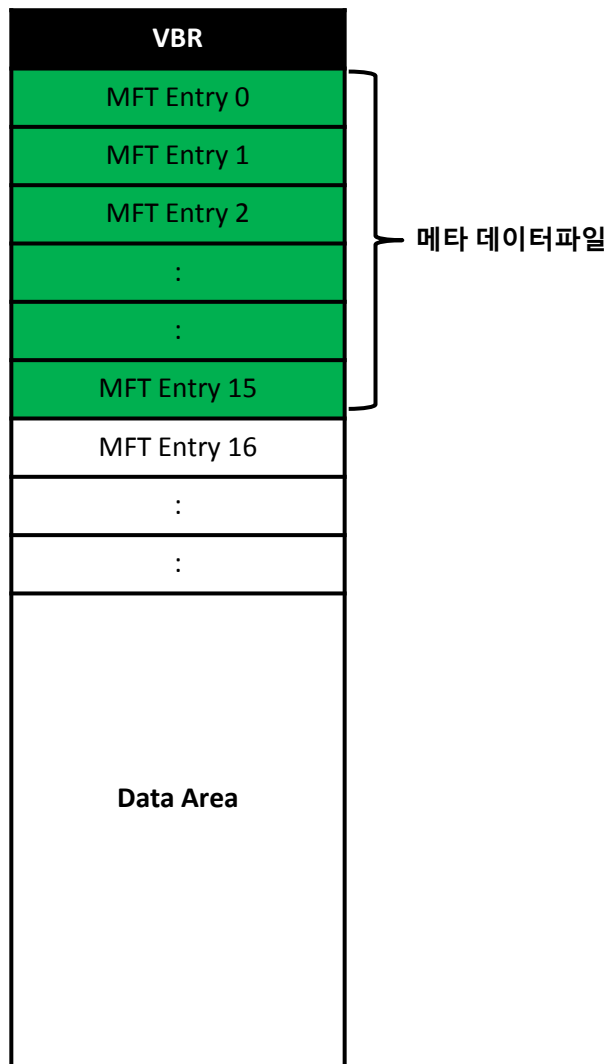 VBR
MFT Entry 0
MFT Entry 1
MFT Entry 2
:
:
MFT Entry 15
메타 데이터파일
MFT Entry 16
:
:
Data Area